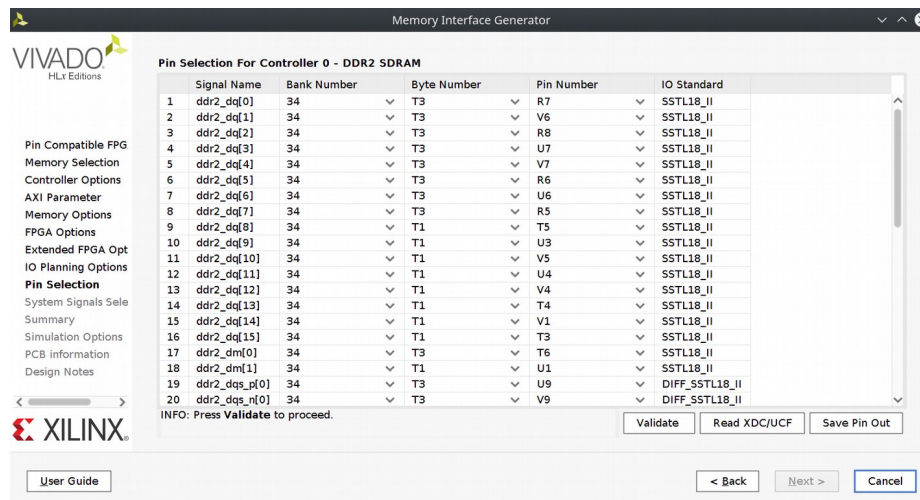 Memory Interface Generator
VIVADO
HLx Editions
Pin Compatible FPG
Memory Selection
Controller Options
AXI Parameter
Memory Options
FPGA Options
Extended FPGA Opt
IO Planning Options
Pin Selection
System Signals Sele
Summary
Simulation Options
PCB information
Design Notes
XILINX
Pin Selection For Controller 0 - DDR2 SDRAM
Signal Name Bank Number Byte Number Pin Number IO Standard
1 ddr2_dq[0] 34 T3 R7 SSTL18_II
2 ddr2_dq[1] 34 T3 V6 SSTL18_II
3 ddr2_dq[2] 34 T3 R8 SSTL18_II
4 ddr2_dq[3] 34 T3 U7 SSTL18_II
5 ddr2_dq[4] 34 T3 V7 SSTL18_II
6 ddr2_dq[5] 34 T3 R6 SSTL18_II
7 ddr2_dq[6] 34 T3 U6 SSTL18_II
8 ddr2_dq[7] 34 T3 R5 SSTL18_II
9 ddr2_dq[8] 34 T1 T5 SSTL18_II
10 ddr2_dq[9] 34 T1 U3 SSTL18_II
11 ddr2_dq[10] 34 T1 V5 SSTL18_II
12 ddr2_dq[11] 34 T1 U4 SSTL18_II
13 ddr2_dq[12] 34 T1 V4 SSTL18_II
14 ddr2_dq[13] 34 T1 T4 SSTL18_II
15 ddr2_dq[14] 34 T1 V1 SSTL18_II
16 ddr2_dq[15] 34 T1 T3 SSTL18_II
17 ddr2_dm[0] 34 T3 T6 SSTL18_II
18 ddr2_dm[1] 34 T1 U1 SSTL18_II
19 ddr2_dqs_p[0] 34 T3 U9 DIFF_SSTL18_II
20 ddr2_dqs_n[0] 34 T3 V9 DIFF_SSTL18_II
INFO: Press Validate to proceed.
Validate Read XDC/UCF Save Pin Out
User Guide < Back Next > Cancel